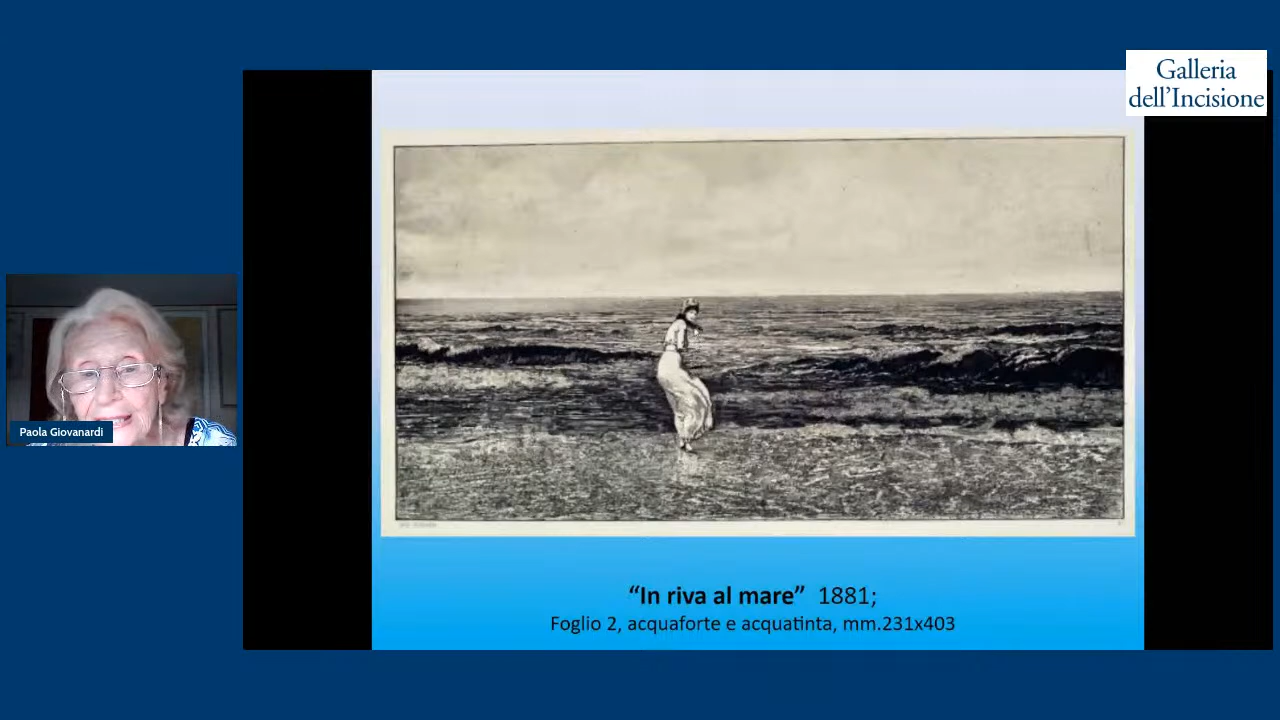 Galleria
dell'Incisione
Paola Giovanardi
“In riva al mare” 1881;
Foglio 2, acquaforte e acquatinta, mm.231x403